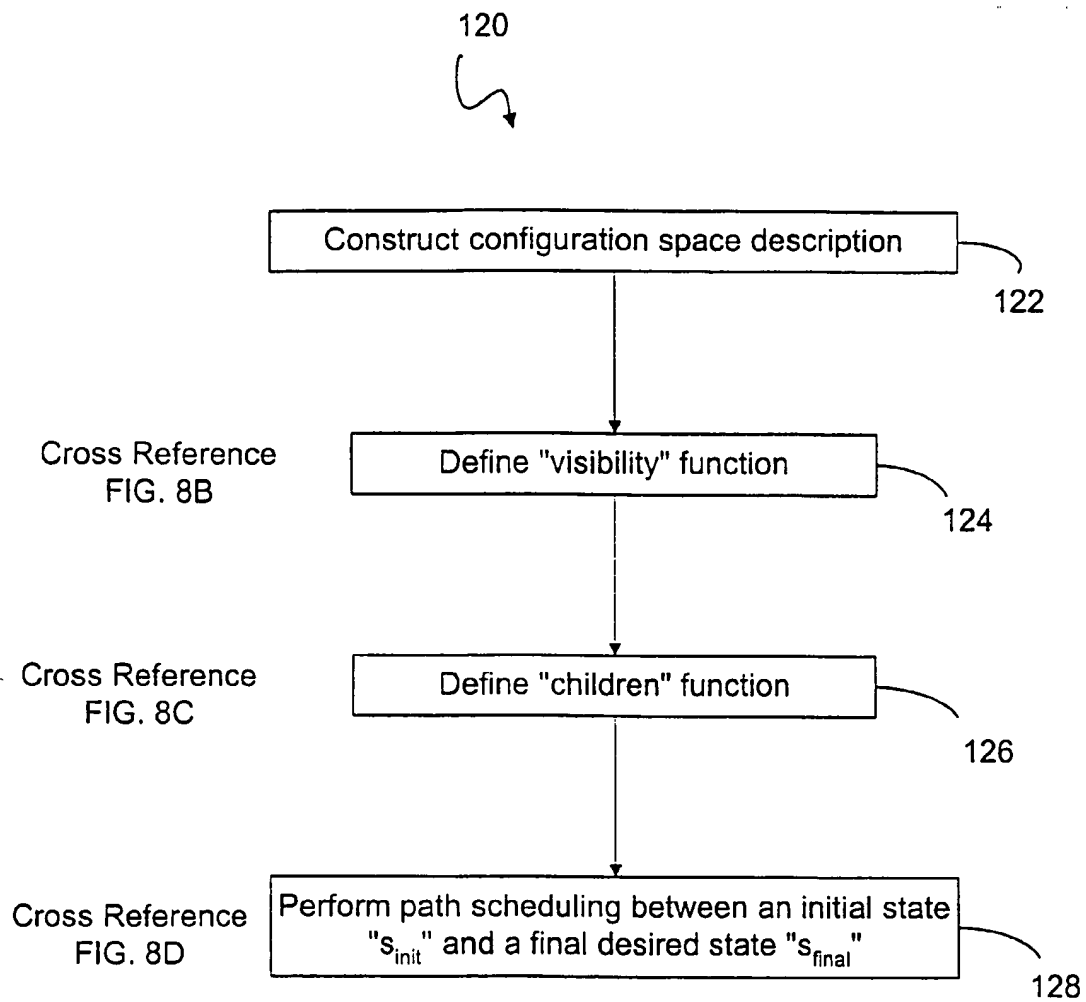 120
Construct configuration space description
122
Cross Reference
FIG. 8B
Define "visibility" function
124
Cross Reference
FIG. 8C
Define "children" function
126
Cross Reference
FIG. 8D
Perform path scheduling between an initial state
"s_init" and a final desired state "s_final"
128